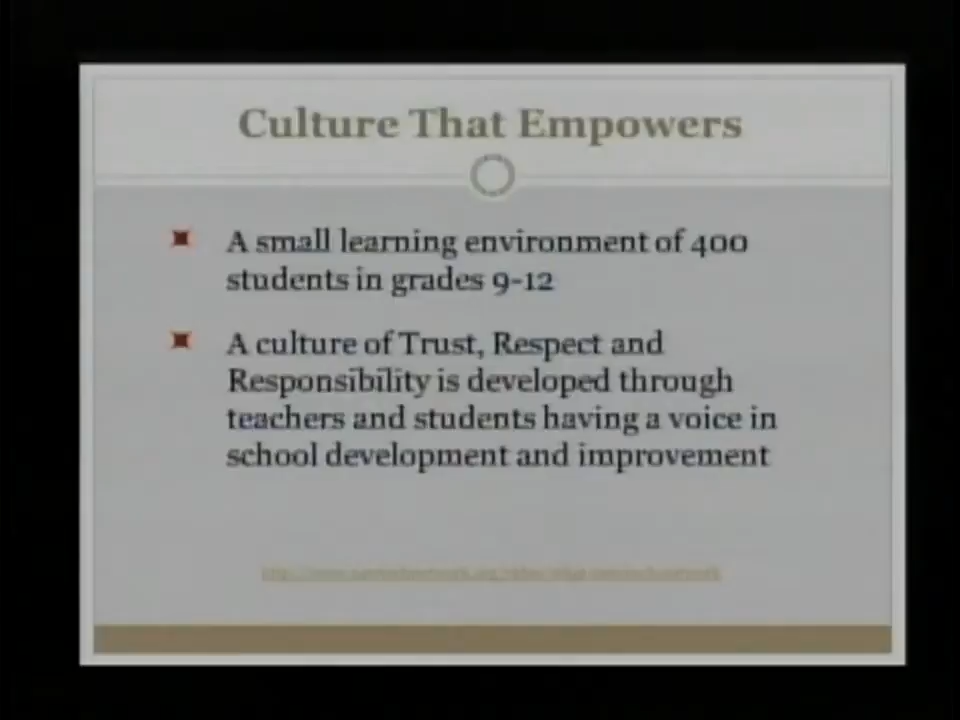 Culture That Empowers
A small learning environment of 400
students in grades 9-12
A culture of Trust, Respect and
Responsibility is developed through
teachers and students having a voice in
school development and improvement